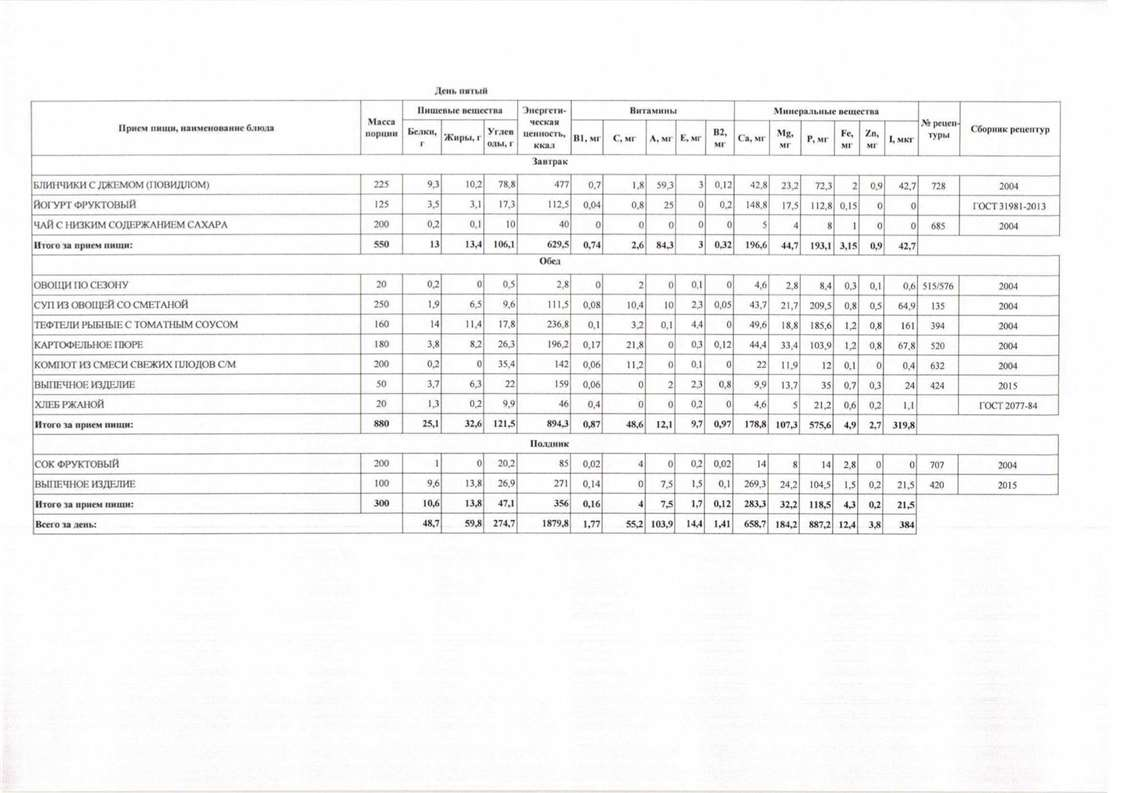 День пятый
Прием пищи, наименование блюда Масса порции Пищевые вещества Энергети-ческая ценность, ккал Витамины Минеральные вещества № рецеп-туры Сборник рецептур
Белки, г Жиры, г Углев оды, г В1, мг С, мг А, мг Е, мг В2, мг Ca, мг Mg, мг Р, мг Fe, мг Zn, мг I, мкг
Завтрак
БЛИНЧИКИ С ДЖЕМОМ (ПОВИДЛОМ) 225 9,3 10,2 78,8 477 0,7 1,8 59,3 3 0,12 42,8 23,2 72,3 2 0,9 42,7 728 2004
ЙОГУРТ ФРУКТОВЫЙ 125 3,5 3,1 17,3 112,5 0,04 0,8 25 0 0,2 148,8 17,5 112,8 0,15 0 0 ГОСТ 31981-2013
ЧАЙ С НИЗКИМ СОДЕРЖАНИЕМ САХАРА 200 0,2 0,1 10 40 0 0 0 0 0 5 4 8 1 0 0 685 2004
Итого за прием пищи: 550 13 13,4 106,1 629,5 0,74 2,6 84,3 3 0,32 196,6 44,7 193,1 3,15 0,9 42,7
Обед
ОВОЩИ ПО СЕЗОНУ 20 0,2 0 0,5 2,8 0 2 0 0,1 0 4,6 2,8 8,4 0,3 0,1 0,6 515/576 2004
СУП ИЗ ОВОЩЕЙ СО СМЕТАНОЙ 250 1,9 6,5 9,6 111,5 0,08 10,4 10 2,3 0,05 43,7 21,7 209,5 0,8 0,5 64,9 135 2004
ТЕФТЕЛИ РЫБНЫЕ С ТОМАТНЫМ СОУСОМ 160 14 11,4 17,8 236,8 0,1 3,2 0,1 4,4 0 49,6 18,8 185,6 1,2 0,8 161 394 2004
КАРТОФЕЛЬНОЕ ПЮРЕ 180 3,8 8,2 26,3 196,2 0,17 21,8 0 0,3 0,12 44,4 33,4 103,9 1,2 0,8 67,8 520 2004
КОМПОТ ИЗ СМЕСИ СВЕЖИХ ПЛОДОВ С/М 200 0,2 0 35,4 142 0,06 11,2 0 0,1 0 22 11,9 12 0,1 0 0,4 632 2004
ВЫПЕЧНОЕ ИЗДЕЛИЕ 50 3,7 6,3 22 159 0,06 0 2 2,3 0,8 9,9 13,7 35 0,7 0,3 24 424 2015
ХЛЕБ РЖАНОЙ 20 1,3 0,2 9,9 46 0,4 0 0 0,2 0 4,6 5 21,2 0,6 0,2 1,1 ГОСТ 2077-84
Итого за прием пищи: 880 25,1 32,6 121,5 894,3 0,87 48,6 12,1 9,7 0,97 178,8 107,3 575,6 4,9 2,7 319,8
Полдник
СОК ФРУКТОВЫЙ 200 1 0 20,2 85 0,02 4 0 0,2 0,02 14 8 14 2,8 0 0 707 2004
ВЫПЕЧНОЕ ИЗДЕЛИЕ 100 9,6 13,8 26,9 271 0,14 0 7,5 1,5 0,1 269,3 24,2 104,5 1,5 0,2 21,5 420 2015
Итого за прием пищи: 300 10,6 13,8 47,1 356 0,16 4 7,5 1,7 0,12 283,3 32,2 118,5 4,3 0,2 21,5
Всего за день: 48,7 59,8 274,7 1879,8 1,77 55,2 103,9 14,4 1,41 658,7 184,2 887,2 12,4 3,8 384